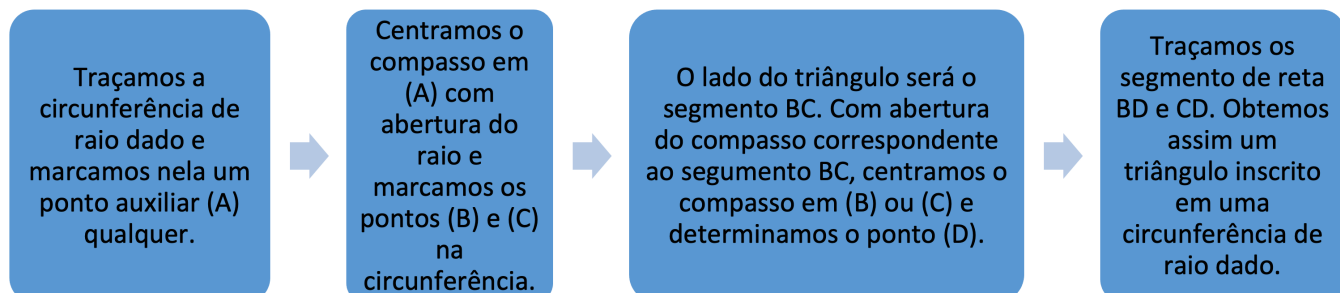 Traçamos a
circunferência de
raio dado e
marcamos nela um
ponto auxiliar (A)
qualquer.
Centramos o
compasso em
(A) com
abertura do
raio e
marcamos os
pontos (B) e (C)
na
circunferência.
O lado do triângulo será o
segmento BC. Com abertura
do compasso correspondente
ao segumento BC, centramos o
compasso em (B) ou (C) e
determinamos o ponto (D).
Traçamos os
segmento de reta
BD e CD. Obtemos
assim um
triângulo inscrito
em uma
circunferência de
raio dado.